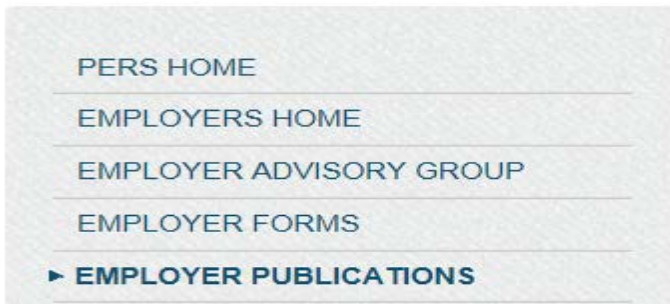 PERS HOME
EMPLOYERS HOME
EMPLOYER ADVISORY GROUP
EMPLOYER FORMS
► EMPLOYER PUBLICATIONS